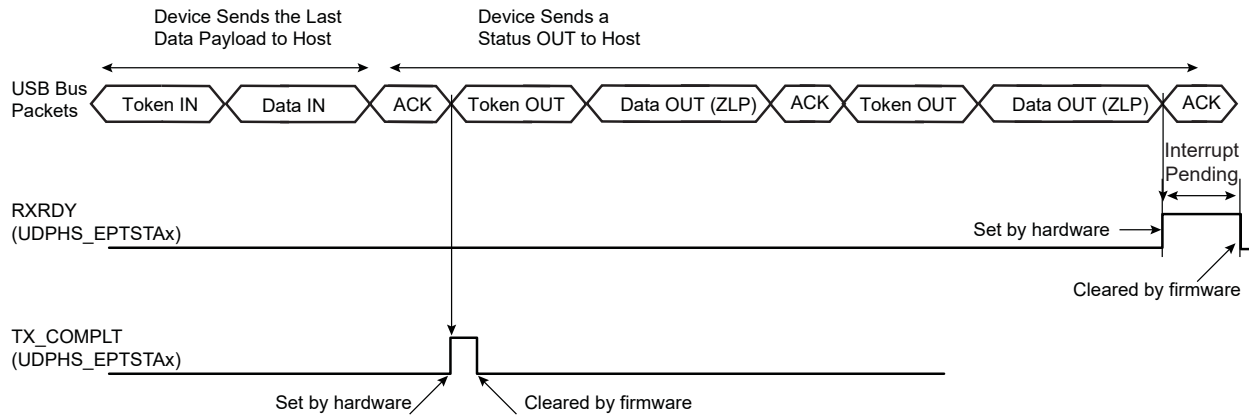 Device Sends the Last
Data Payload to Host
Device Sends a
Status OUT to Host
USB Bus
Packets
Token IN
Data IN
ACK
Token OUT
Data OUT (ZLP)
ACK
Token OUT
Data OUT (ZLP)
ACK
Interrupt
Pending
RXRDY
(UDPHS_EPTSTAx)
Set by hardware
Cleared by firmware
TX_COMPLT
(UDPHS_EPTSTAx)
Set by hardware
Cleared by firmware